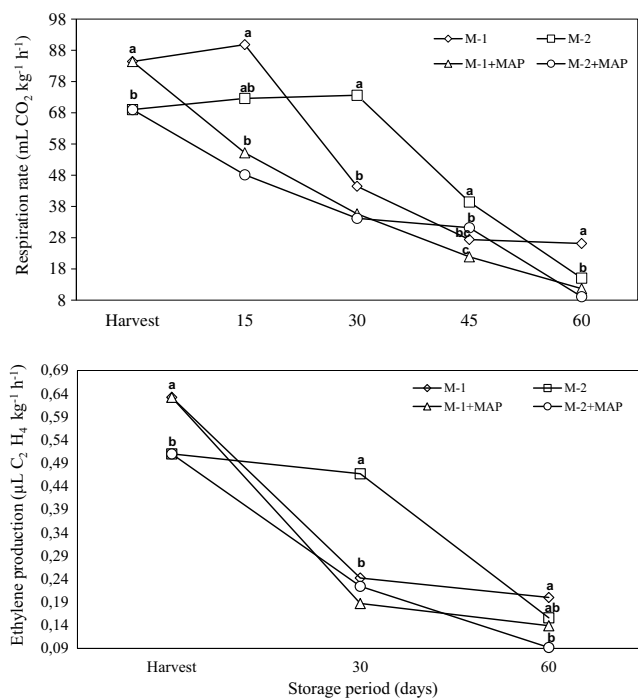 Respiration rate (mL CO₂ kg⁻¹ h⁻¹)
98
88
78
68
58
48
38
28
18
8
M-1
M-2
M-1+MAP
M-2+MAP
a
b
a
ab
b
a
b
a
b
bc
c
a
b
Harvest 15 30 45 60
Ethylene production (µL C₂ H₄ kg⁻¹ h⁻¹)
0,69
0,64
0,59
0,54
0,49
0,44
0,39
0,34
0,29
0,24
0,19
0,14
0,09
M-1
M-2
M-1+MAP
M-2+MAP
a
b
a
b
a
ab
b
Harvest 30 60
Storage period (days)